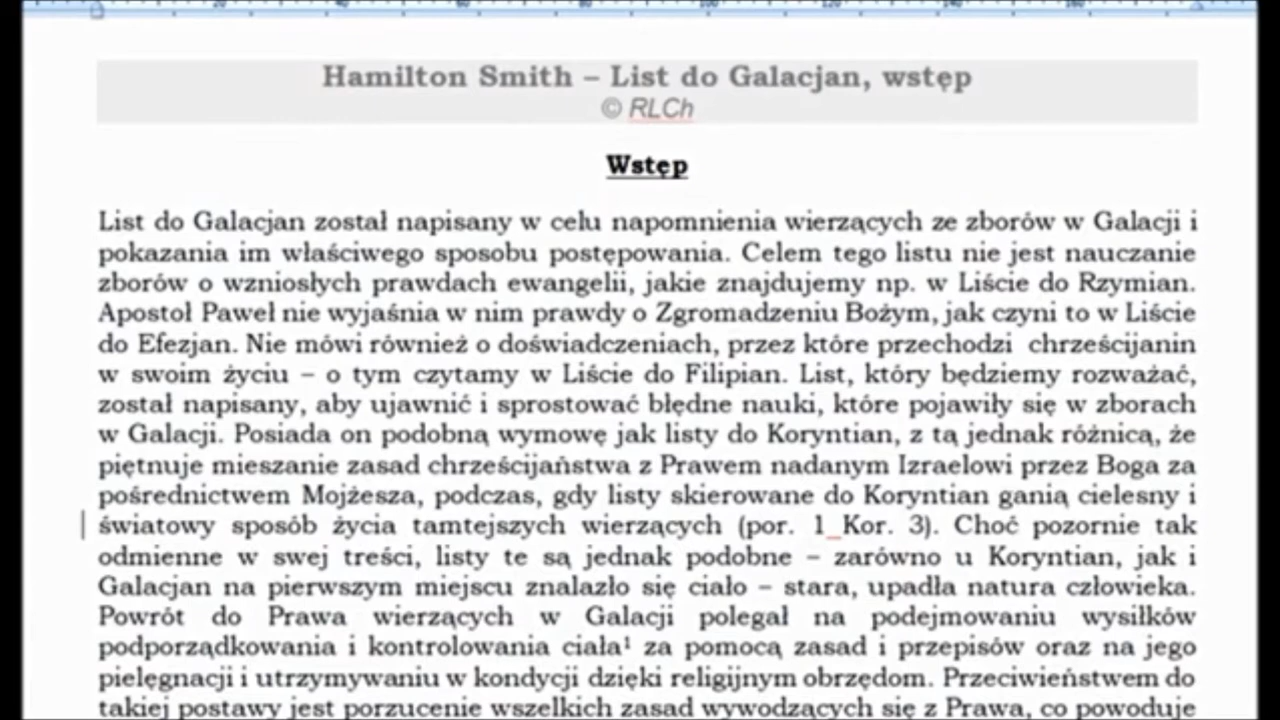 Hamilton Smith – List do Galacjan, wstęp
© RLCh
Wstęp
List do Galacjan został napisany w celu napomnienia wierzących ze zborów w Galacji i
pokazania im właściwego sposobu postępowania. Celem tego listu nie jest nauczanie
zborów o wzniosłych prawdach ewangelii, jakie znajdujemy np. w Liście do Rzymian.
Apostoł Paweł nie wyjaśnia w nim prawdy o Zgromadzeniu Bożym, jak czyni to w Liście
do Efezjan. Nie mówi również o doświadczeniach, przez które przechodzi chrześcijanin
w swoim życiu – o tym czytamy w Liście do Filipian. List, który będziemy rozważać,
został napisany, aby ujawnić i sprostować błędne nauki, które pojawiły się w zborach
w Galacji. Posiada on podobną wymowę jak listy do Koryntian, z tą jednak różnicą, że
piętnuje mieszanie zasad chrześcijaństwa z Prawem nadanym Izraelowi przez Boga za
pośrednictwem Mojżesza, podczas, gdy listy skierowane do Koryntian ganią cielesny i
światowy sposób życia tamtejszych wierzących (por. 1 Kor. 3). Choć pozornie tak
odmienne w swej treści, listy te są jednak podobne – zarówno u Koryntian, jak i
Galacjan na pierwszym miejscu znalazło się ciało – stara, upadła natura człowieka.
Powrót do Prawa wierzących w Galacji polegał na podejmowaniu wysiłków
podporządkowania i kontrolowania ciała¹ za pomocą zasad i przepisów oraz na jego
pielęgnacji i utrzymywaniu w kondycji dzięki religijnym obrzędom. Przeciwieństwem do
takiej postawy jest porzucenie wszelkich zasad wywodzących się z Prawa, co powoduje